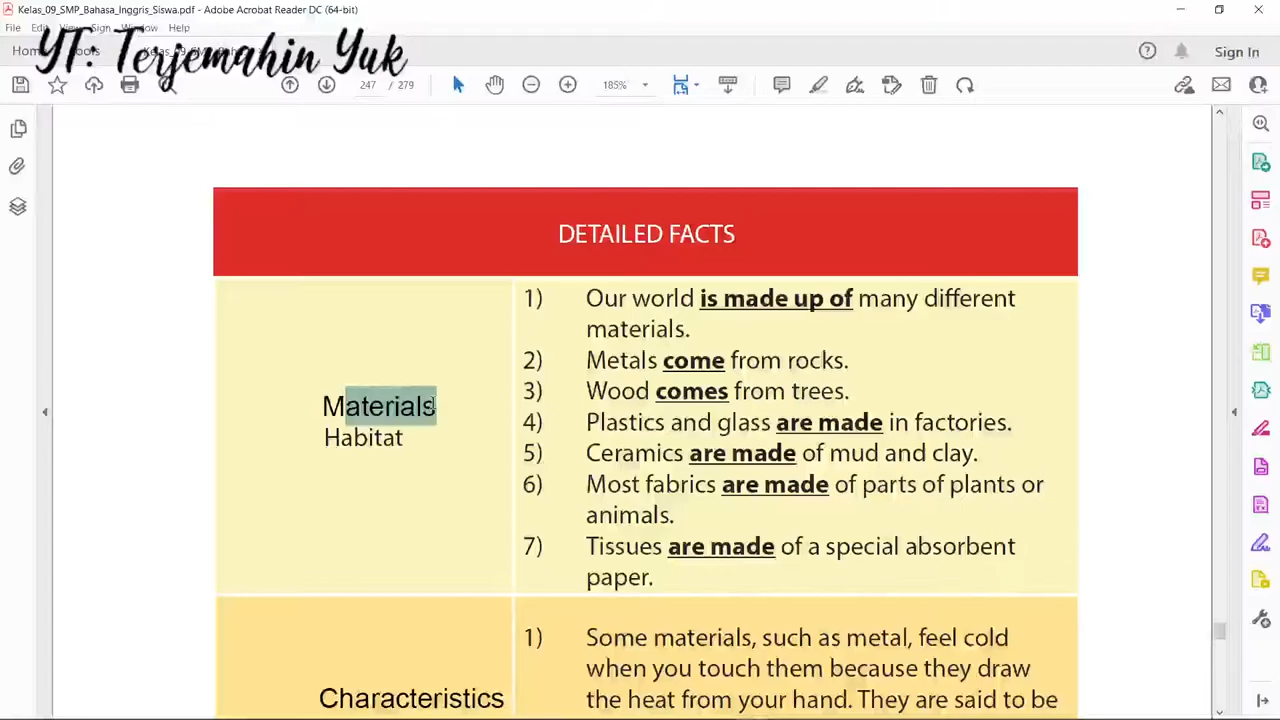 Kelas_09_SMP_Bahasa_Inggris_Siswa.pdf - Adobe Acrobat Reader DC (64-bit)
File Edit View Sign Window Help
YT: Terjemahin Yuk
Sign In
247 / 279
185%
DETAILED FACTS
Materials
Habitat
1) Our world is made up of many different
materials.
2) Metals come from rocks.
3) Wood comes from trees.
4) Plastics and glass are made in factories.
5) Ceramics are made of mud and clay.
6) Most fabrics are made of parts of plants or
animals.
7) Tissues are made of a special absorbent
paper.
Characteristics
1) Some materials, such as metal, feel cold
when you touch them because they draw
the heat from your hand. They are said to be